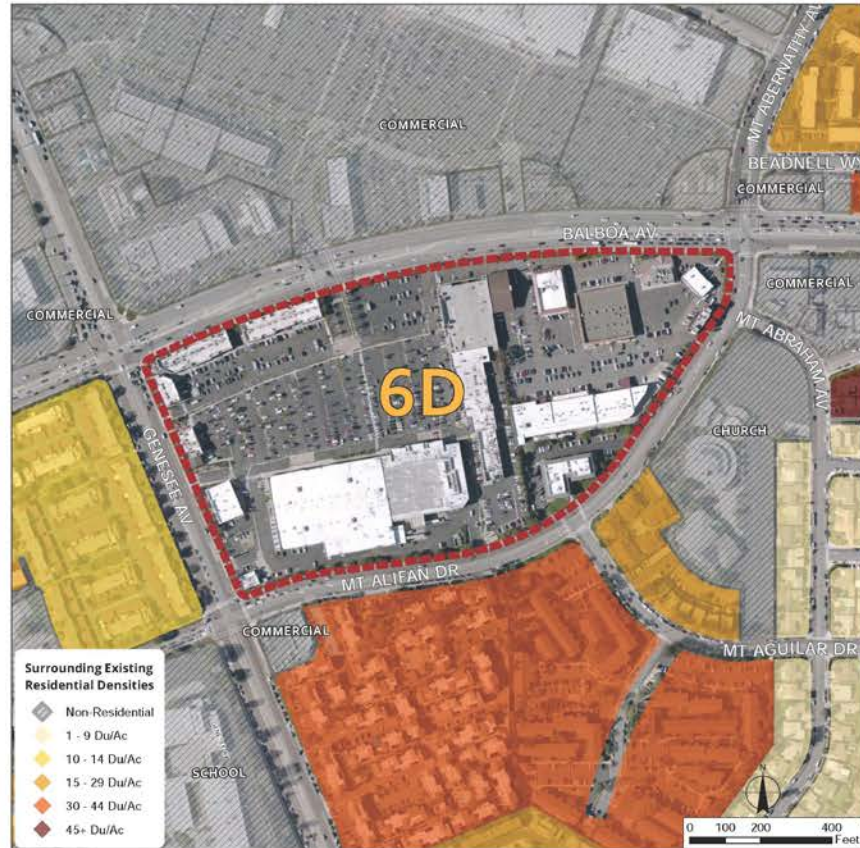 MT ABERNATHY AV
COMMERCIAL
BEADNELL WY
COMMERCIAL
BALBOA AV
COMMERCIAL
COMMERCIAL
MT ABRAHAM AV
6D
GENESEE AV
CHURCH
MT ALIFAN DR
COMMERCIAL
MT AGUILAR DR
SCHOOL
Surrounding Existing
Residential Densities
Non-Residential
1 - 9 Du/Ac
10 - 14 Du/Ac
15 - 29 Du/Ac
30 - 44 Du/Ac
45+ Du/Ac
N
0 100 200 400
Feet